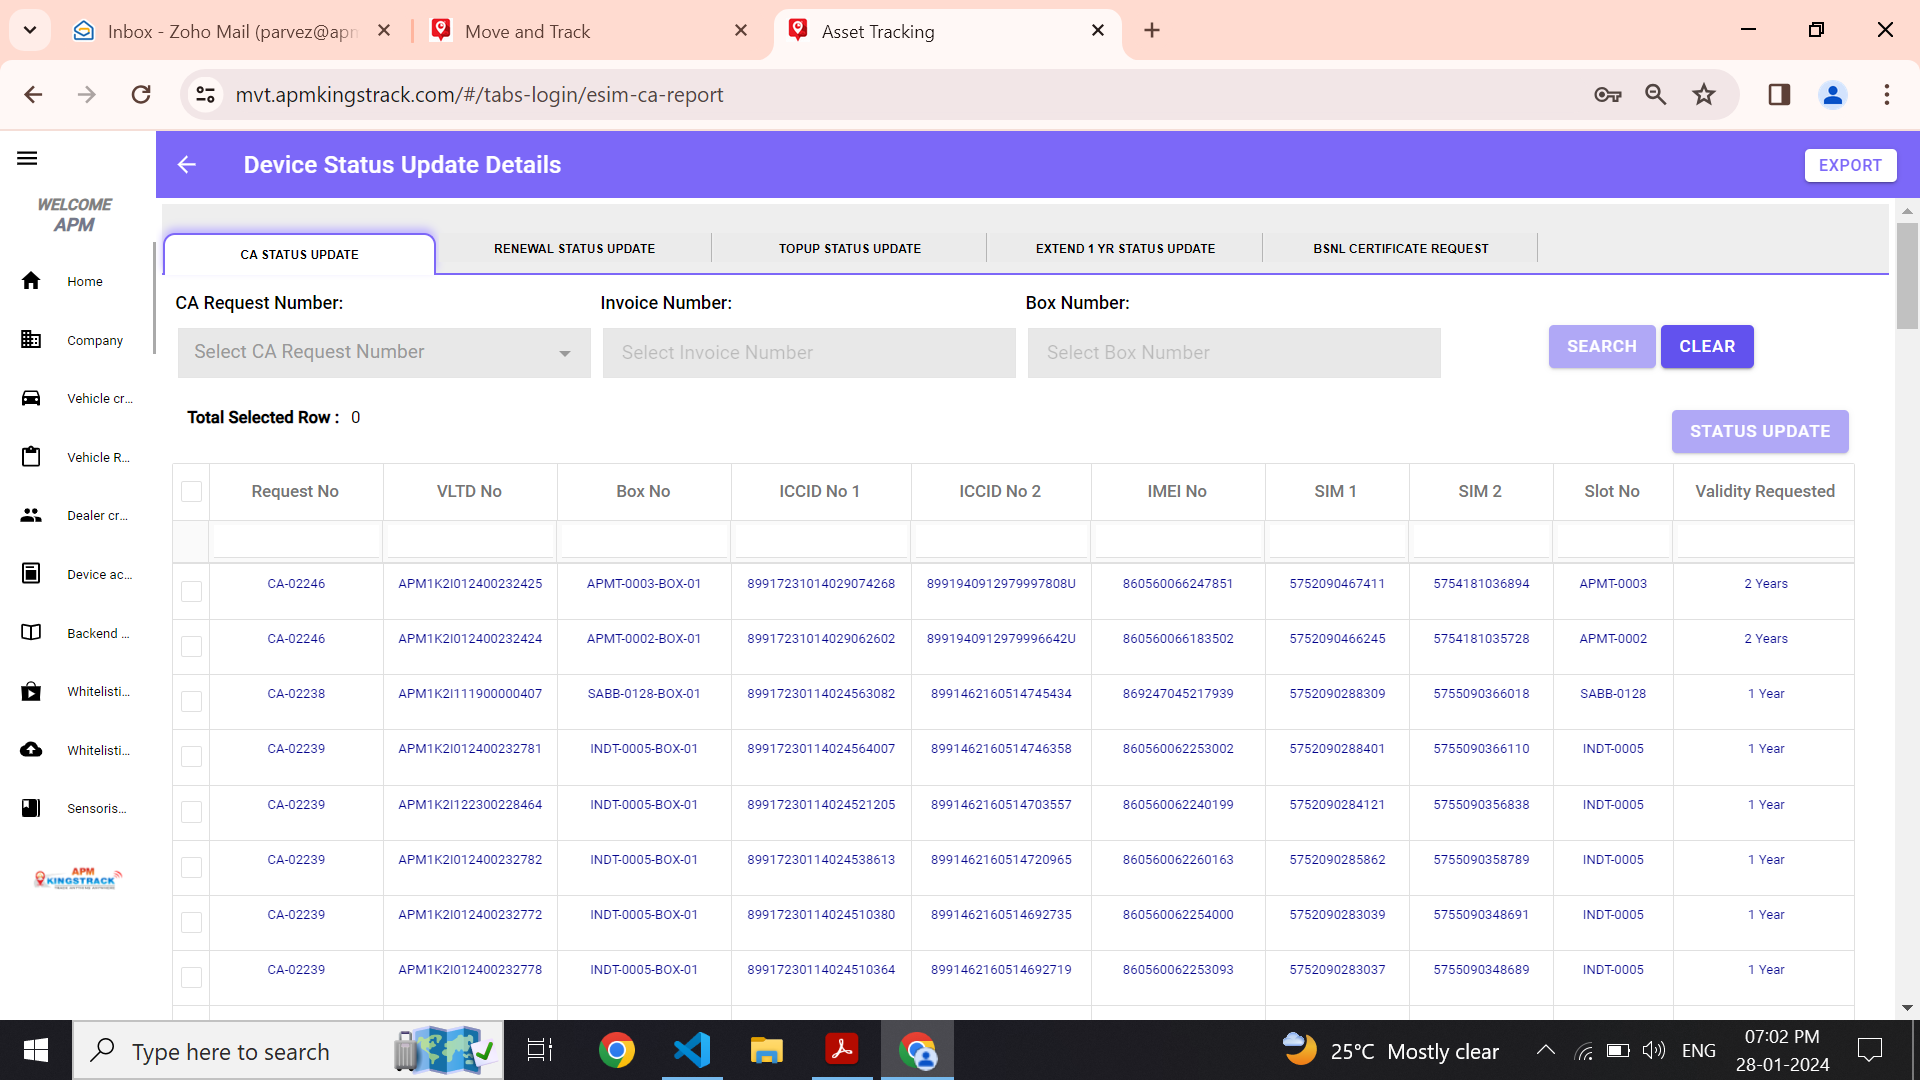 Inbox - Zoho Mail (parvez@apm
Move and Track
Asset Tracking
mvt.apmkingstrack.com/#/tabs-login/esim-ca-report
WELCOME
APM
Home
Company
Vehicle cr...
Vehicle R...
Dealer cr...
Device ac...
Backend ...
Whitelisti...
Whitelisti...
Sensoris...
APM
KINGSTRACK
Device Status Update Details
EXPORT
CA STATUS UPDATE
RENEWAL STATUS UPDATE
TOPUP STATUS UPDATE
EXTEND 1 YR STATUS UPDATE
BSNL CERTIFICATE REQUEST
CA Request Number: Invoice Number: Box Number:
Select CA Request Number Select Invoice Number Select Box Number SEARCH CLEAR
Total Selected Row : 0
STATUS UPDATE
Request No VLTD No Box No ICCID No 1 ICCID No 2 IMEI No SIM 1 SIM 2 Slot No Validity Requested
CA-02246 APM1K2I012400232425 APMT-0003-BOX-01 89917231014029074268 8991940912979997808U 860560066247851 5752090467411 5754181036894 APMT-0003 2 Years
CA-02246 APM1K2I012400232424 APMT-0002-BOX-01 89917231014029062602 8991940912979996642U 860560066183502 5752090466245 5754181035728 APMT-0002 2 Years
CA-02238 APM1K2I111900000407 SABB-0128-BOX-01 89917230114024563082 8991462160514745434 869247045217939 5752090288309 5755090366018 SABB-0128 1 Year
CA-02239 APM1K2I012400232781 INDT-0005-BOX-01 89917230114024564007 8991462160514746358 860560062253002 5752090288401 5755090366110 INDT-0005 1 Year
CA-02239 APM1K2I122300228464 INDT-0005-BOX-01 89917230114024521205 8991462160514703557 860560062240199 5752090284121 5755090356838 INDT-0005 1 Year
CA-02239 APM1K2I012400232782 INDT-0005-BOX-01 89917230114024538613 8991462160514720965 860560062260163 5752090285862 5755090358789 INDT-0005 1 Year
CA-02239 APM1K2I012400232772 INDT-0005-BOX-01 89917230114024510380 8991462160514692735 860560062254000 5752090283039 5755090348691 INDT-0005 1 Year
CA-02239 APM1K2I012400232778 INDT-0005-BOX-01 89917230114024510364 8991462160514692719 860560062253093 5752090283037 5755090348689 INDT-0005 1 Year
Type here to search
25°C Mostly clear
ENG
07:02 PM
28-01-2024